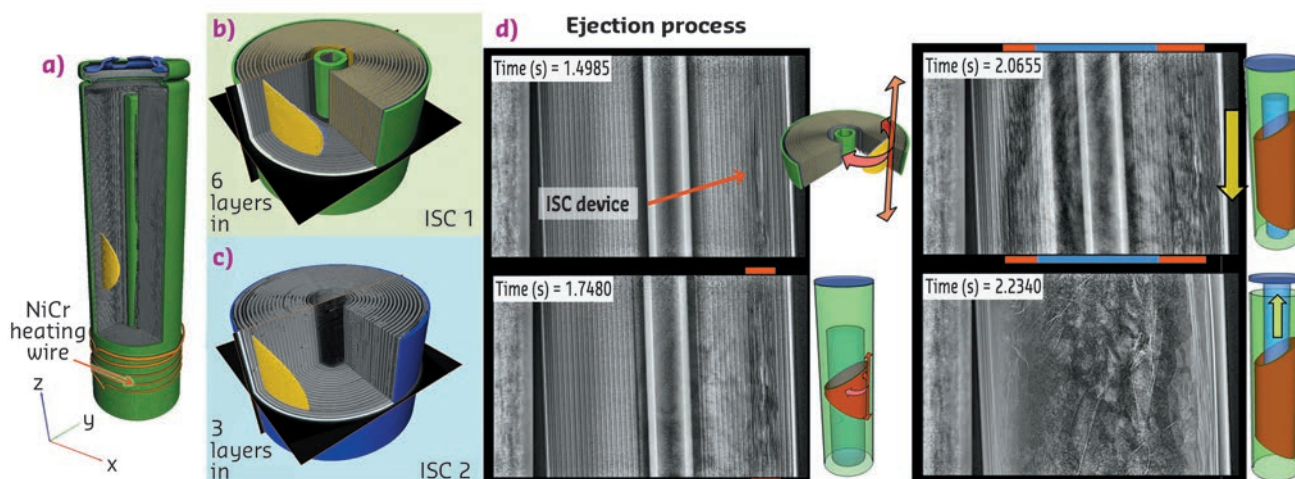 a)
NiCr
heating
wire
z
y
x
b)
6
layers
in
ISC 1
c)
3
layers
in
ISC 2
d)
Ejection process
Time (s) = 1.4985
ISC device
Time (s) = 1.7480
Time (s) = 2.0655
Time (s) = 2.2340